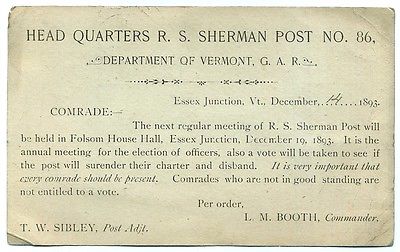 HEAD QUARTERS R. S. SHERMAN POST NO. 86,
DEPARTMENT OF VERMONT, G. A. R.
Essex Junction, Vt., December, 14 1893.
COMRADE:—
The next regular meeting of R. S. Sherman Post will
be held in Folsom House Hall, Essex Junction, December 19, 1893. It is the
annual meeting for the election of officers, also a vote will be taken to see if
the post will surender their charter and disband. It is very important that
every comrade should be present. Comrades who are not in good standing are
not entitled to a vote.
Per order,
L. M. BOOTH, Commander.
T. W. SIBLEY, Post Adjt.